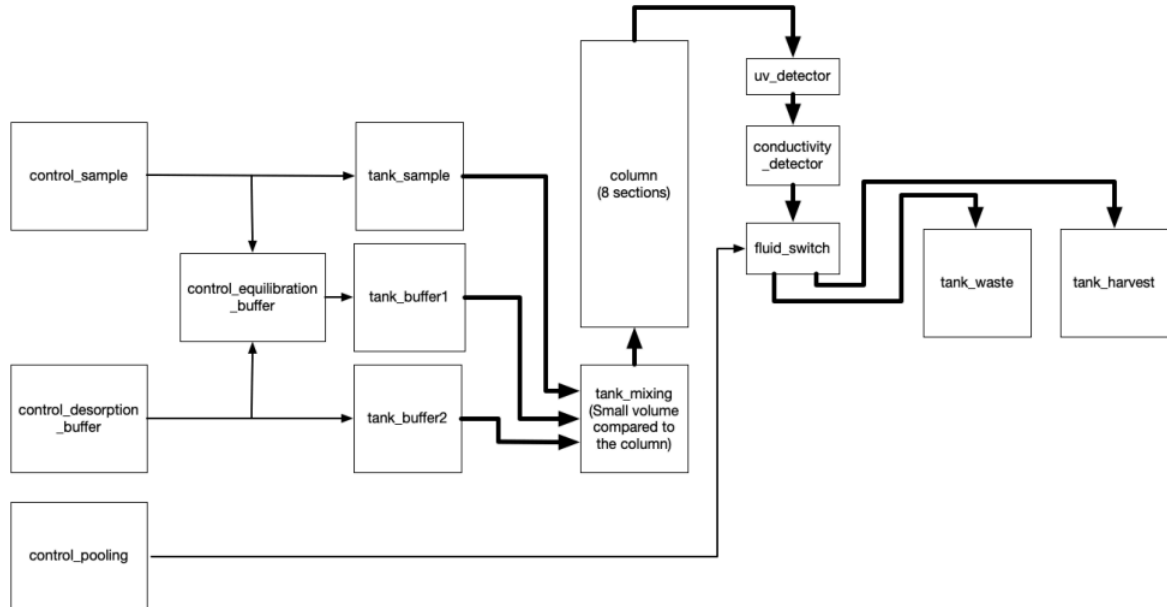 uv_detector
control_sample
tank_sample
column
(8 sections)
conductivity
_detector
fluid_switch
control_equilibration
_buffer
tank_buffer1
tank_waste
tank_harvest
control_desorption
_buffer
tank_buffer2
tank_mixing
(Small volume
compared to
the column)
control_pooling